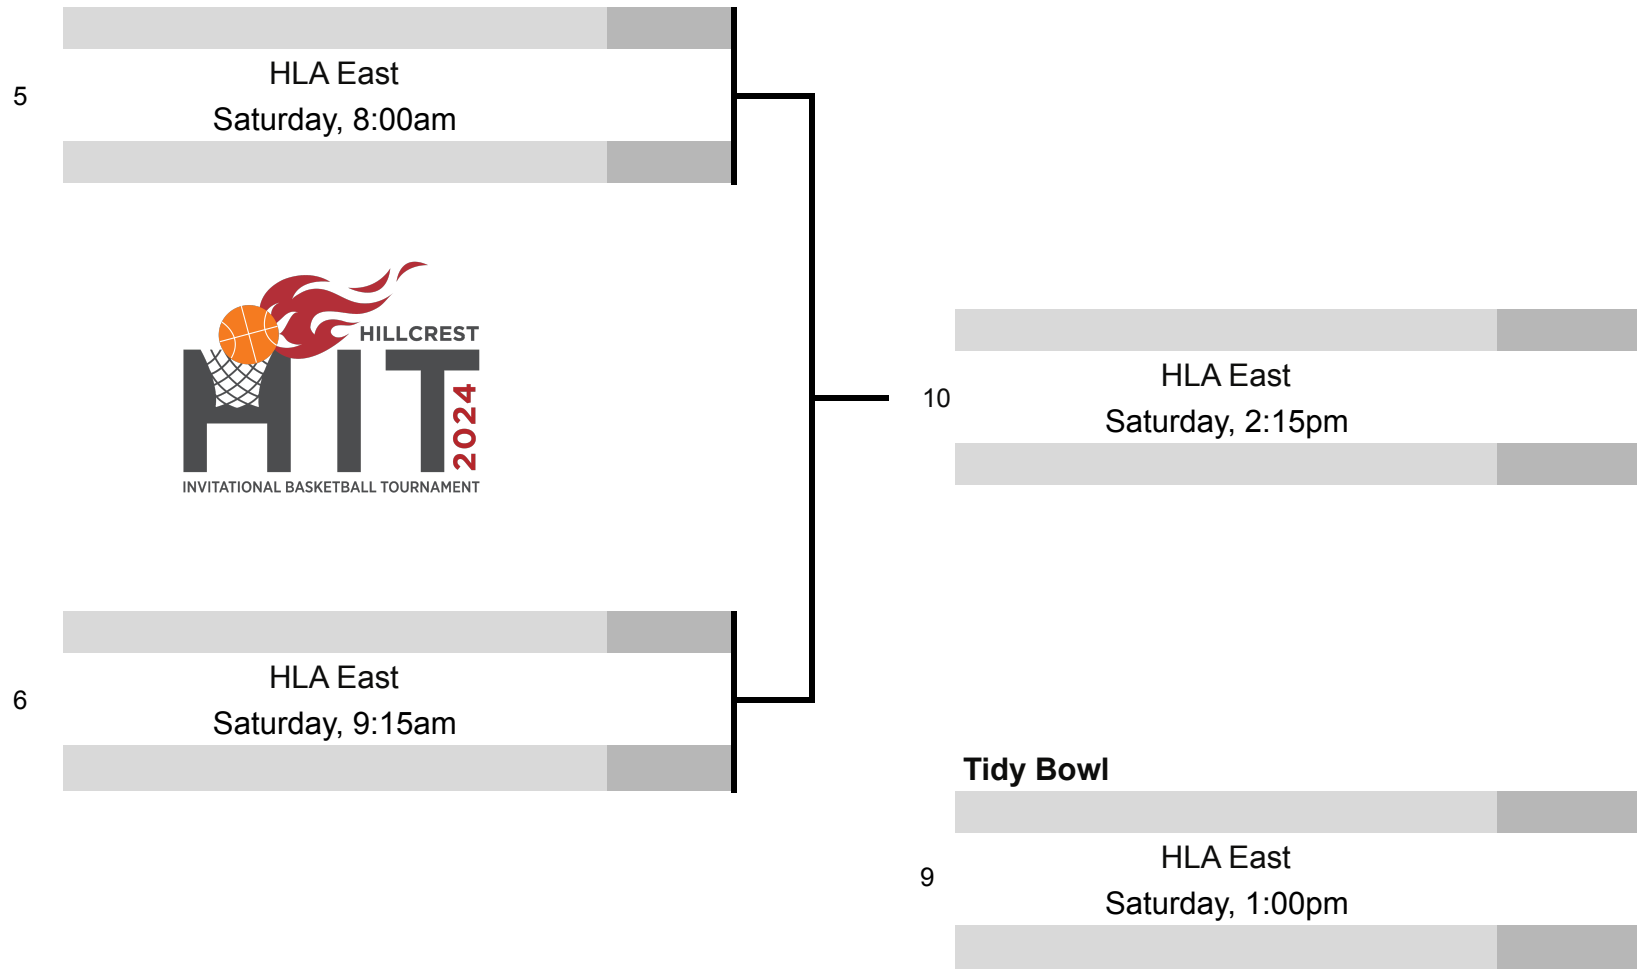 5
HLA East
Saturday, 8:00am
HILLCREST
HIT
2024
INVITATIONAL BASKETBALL TOURNAMENT
10
HLA East
Saturday, 2:15pm
6
HLA East
Saturday, 9:15am
Tidy Bowl
9
HLA East
Saturday, 1:00pm